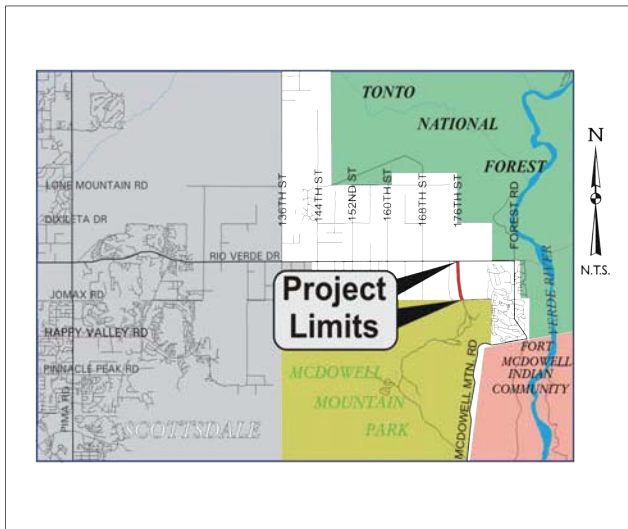 TONTO
NATIONAL
FOREST
N
N.T.S.
LONE MOUNTAIN RD
DIXILETA DR
136TH ST
144TH ST
152ND ST
160TH ST
168TH ST
176TH ST
FOREST RD
RIO VERDE DR
VERDE RIVER
JOMAX RD
HAPPY VALLEY RD
PINNACLE PEAK RD
PIMA RD
SCOTTSDALE
Project
Limits
MCDOWELL
MOUNTAIN
PARK
MCDOWELL MTN. RD
FORT
MCDOWELL
INDIAN
COMMUNITY